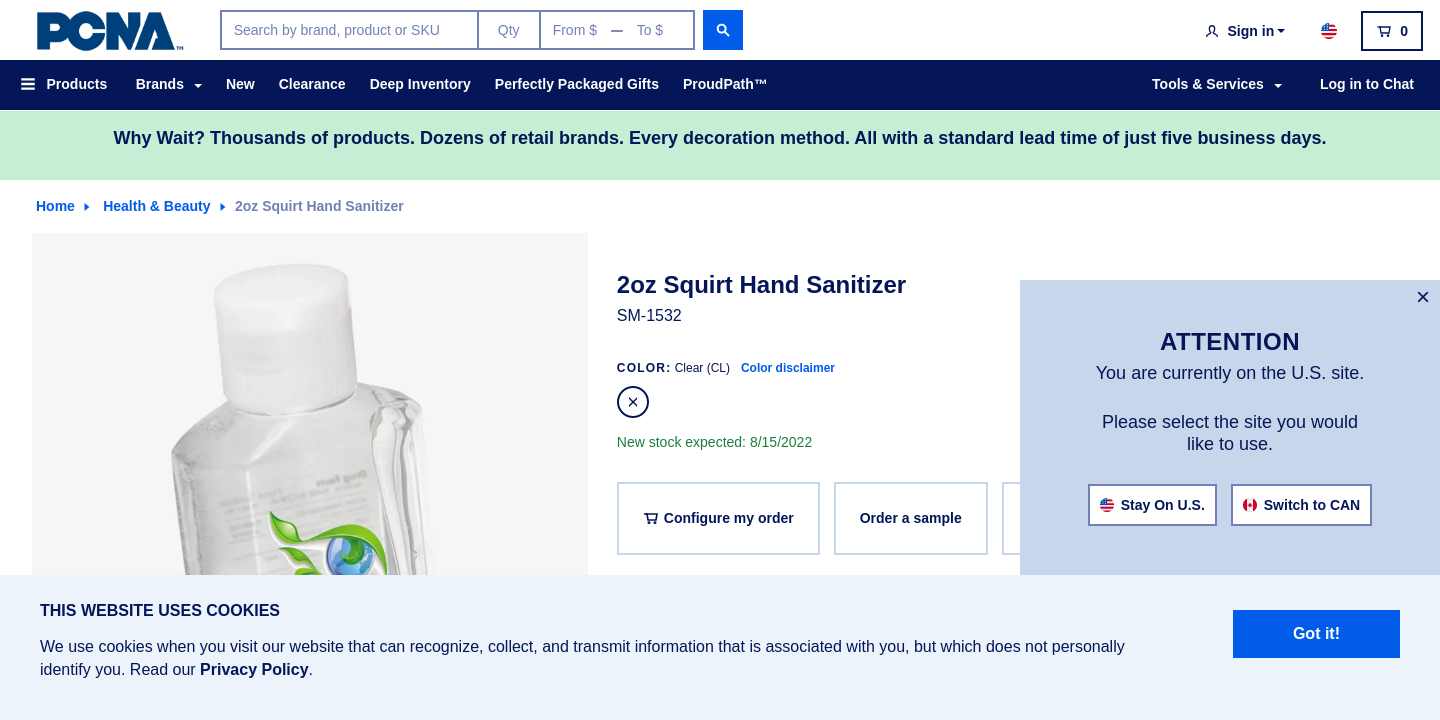 PCNA™
Search by brand, product or SKU
Qty
From $ — To $
Sign in
0
Products
Brands
New
Clearance
Deep Inventory
Perfectly Packaged Gifts
ProudPath™
Tools & Services
Log in to Chat
Why Wait? Thousands of products. Dozens of retail brands. Every decoration method. All with a standard lead time of just five business days.
Home
Health & Beauty
2oz Squirt Hand Sanitizer
2oz Squirt Hand Sanitizer
SM-1532
COLOR: Clear (CL) Color disclaimer
New stock expected: 8/15/2022
Configure my order
Order a sample
×
ATTENTION
You are currently on the U.S. site.
Please select the site you would
like to use.
Stay On U.S.
Switch to CAN
THIS WEBSITE USES COOKIES
We use cookies when you visit our website that can recognize, collect, and transmit information that is associated with you, but which does not personally
identify you. Read our Privacy Policy.
Got it!